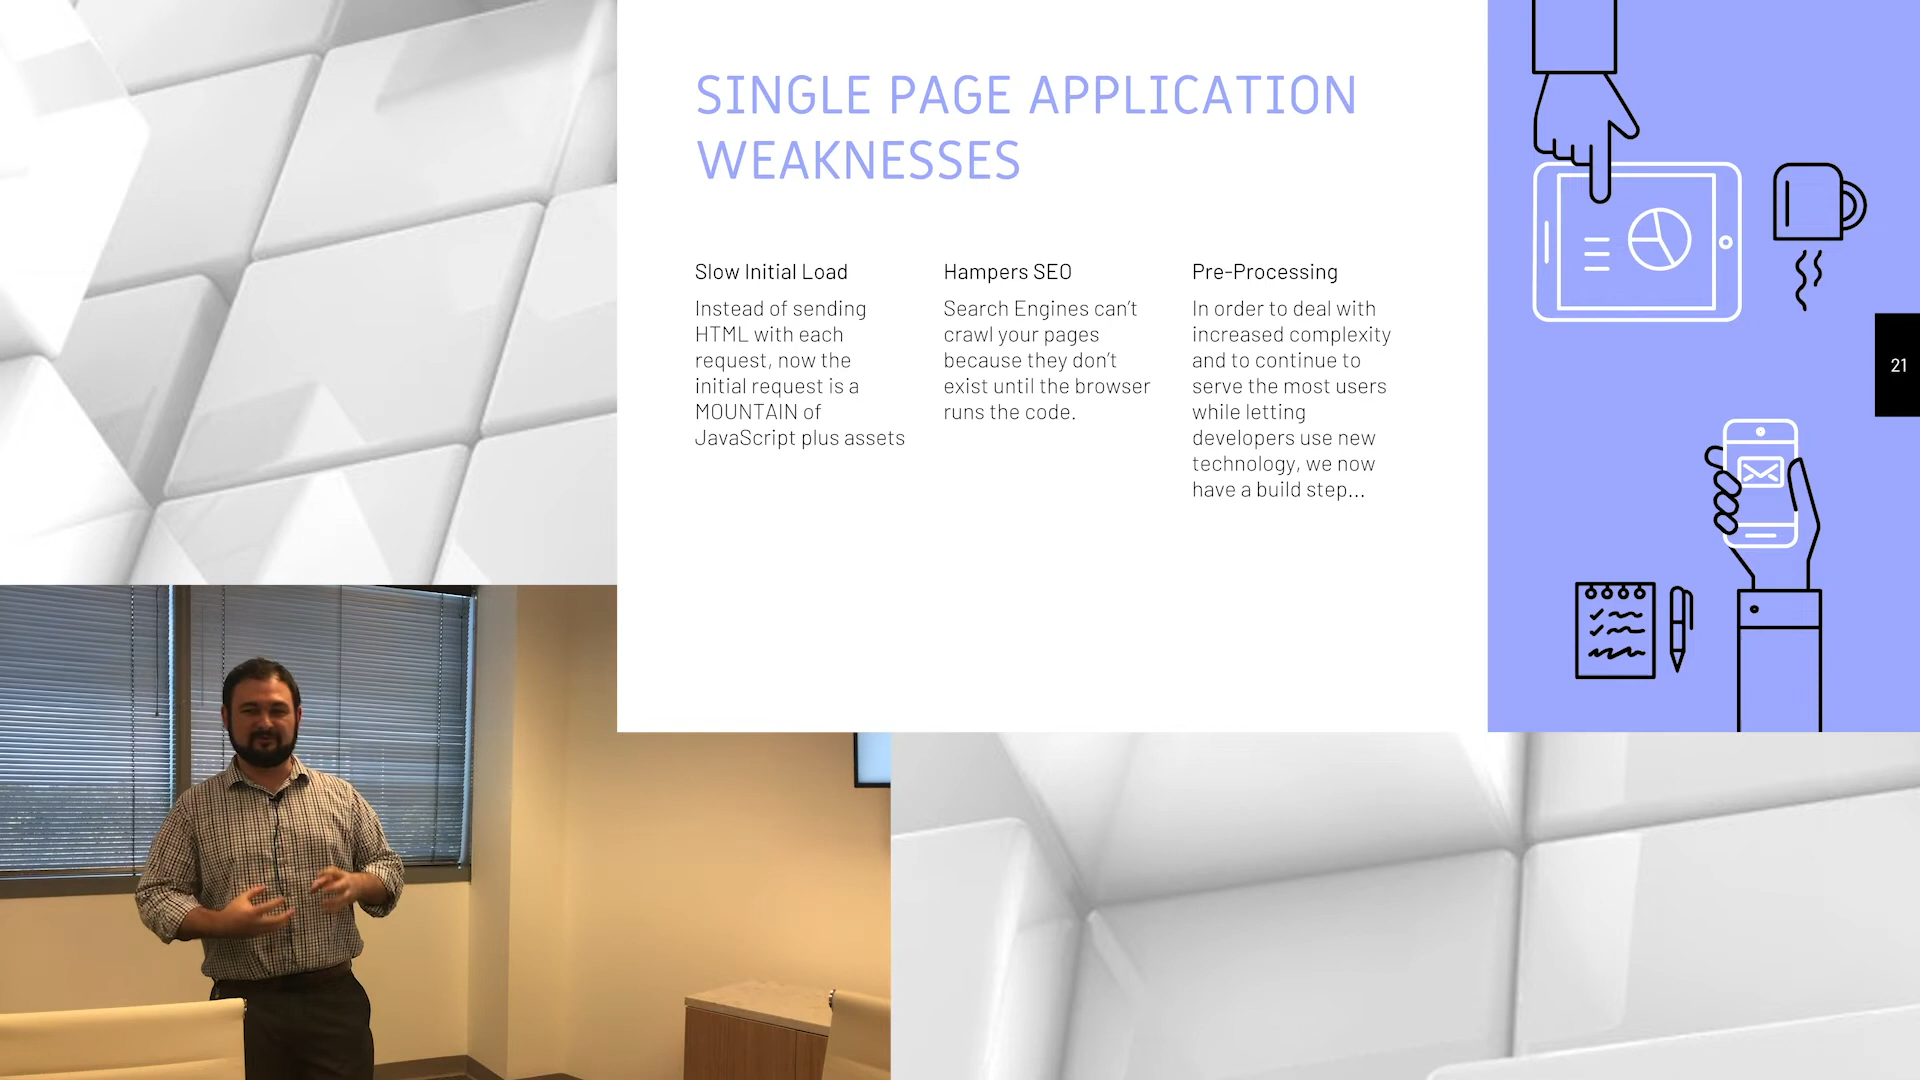 SINGLE PAGE APPLICATION
WEAKNESSES
Slow Initial Load
Instead of sending
HTML with each
request, now the
initial request is a
MOUNTAIN of
JavaScript plus assets
Hampers SEO
Search Engines can’t
crawl your pages
because they don’t
exist until the browser
runs the code.
Pre-Processing
In order to deal with
increased complexity
and to continue to
serve the most users
while letting
developers use new
technology, we now
have a build step...
21